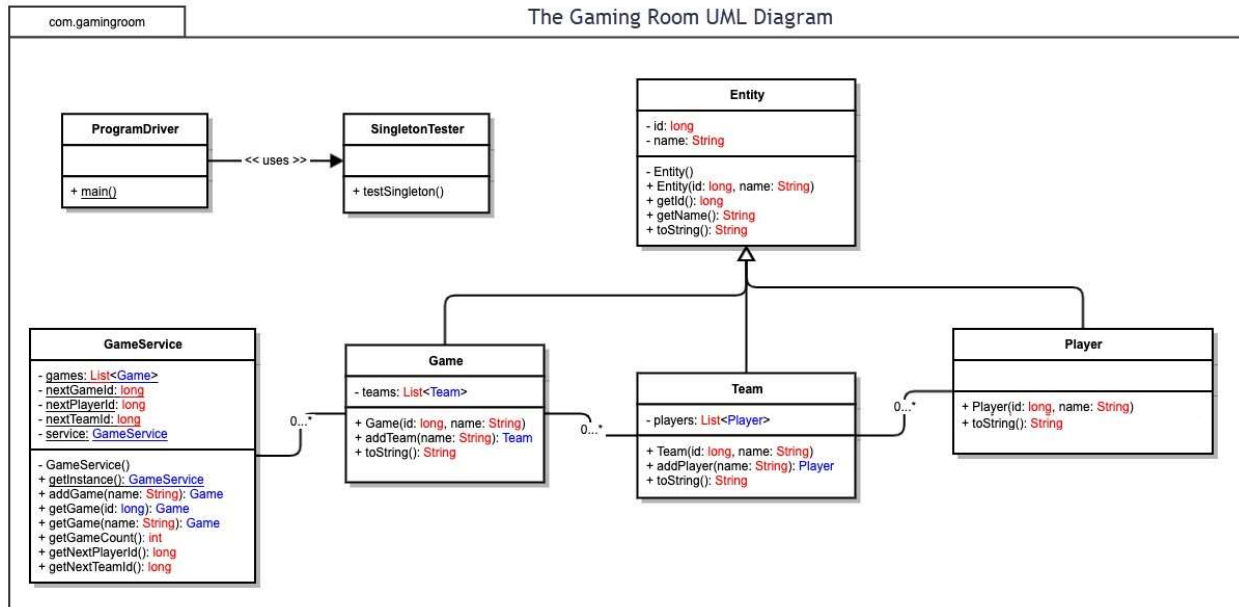 com.gamingroom
The Gaming Room UML Diagram
ProgramDriver
+ main()
<< uses >>
SingletonTester
+ testSingleton()
Entity
- id: long
- name: String
- Entity()
+ Entity(id: long, name: String)
+ getId(): long
+ getName(): String
+ toString(): String
GameService
- games: List<Game>
- nextGameId: long
- nextPlayerId: long
- nextTeamId: long
- service: GameService
- GameService()
+ getInstance(): GameService
+ addGame(name: String): Game
+ getGame(id: long): Game
+ getGame(name: String): Game
+ getGameCount(): int
+ getNextPlayerId(): long
+ getNextTeamId(): long
0...*
Game
- teams: List<Team>
+ Game(id: long, name: String)
+ addTeam(name: String): Team
+ toString(): String
0...*
Team
- players: List<Player>
+ Team(id: long, name: String)
+ addPlayer(name: String): Player
+ toString(): String
0...*
Player
+ Player(id: long, name: String)
+ toString(): String